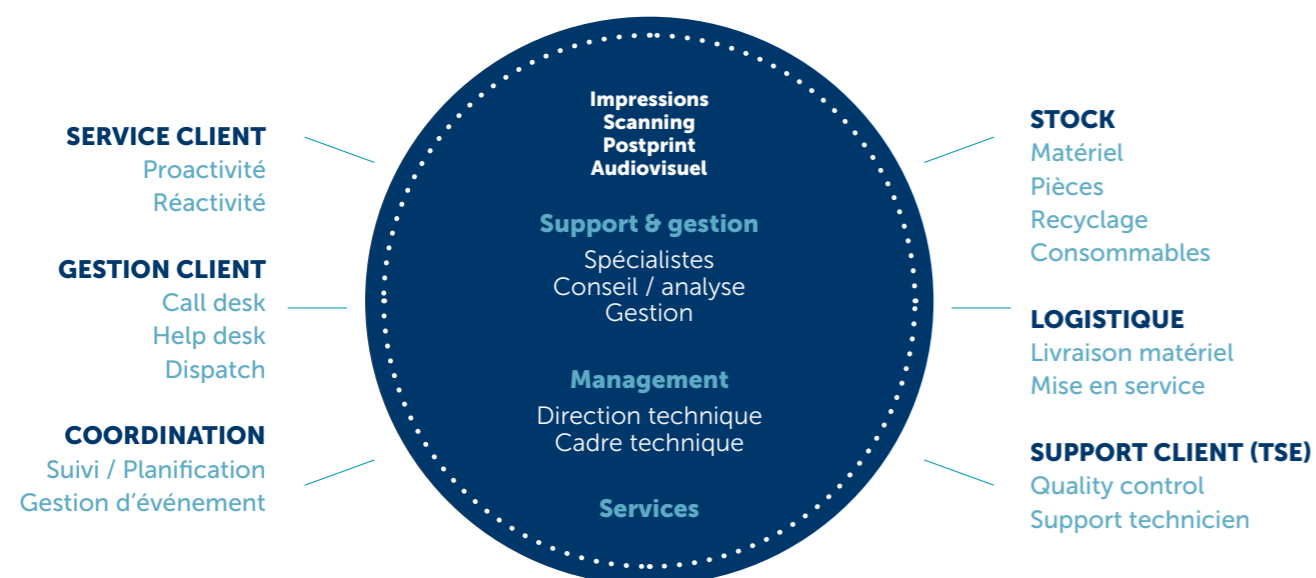 SERVICE CLIENT
Proactivité
Réactivité
GESTION CLIENT
Call desk
Help desk
Dispatch
COORDINATION
Suivi / Planification
Gestion d’événement
Impressions
Scanning
Postprint
Audiovisuel
Support & gestion
Spécialistes
Conseil / analyse
Gestion
Management
Direction technique
Cadre technique
Services
STOCK
Matériel
Pièces
Recyclage
Consommables
LOGISTIQUE
Livraison matériel
Mise en service
SUPPORT CLIENT (TSE)
Quality control
Support technicien